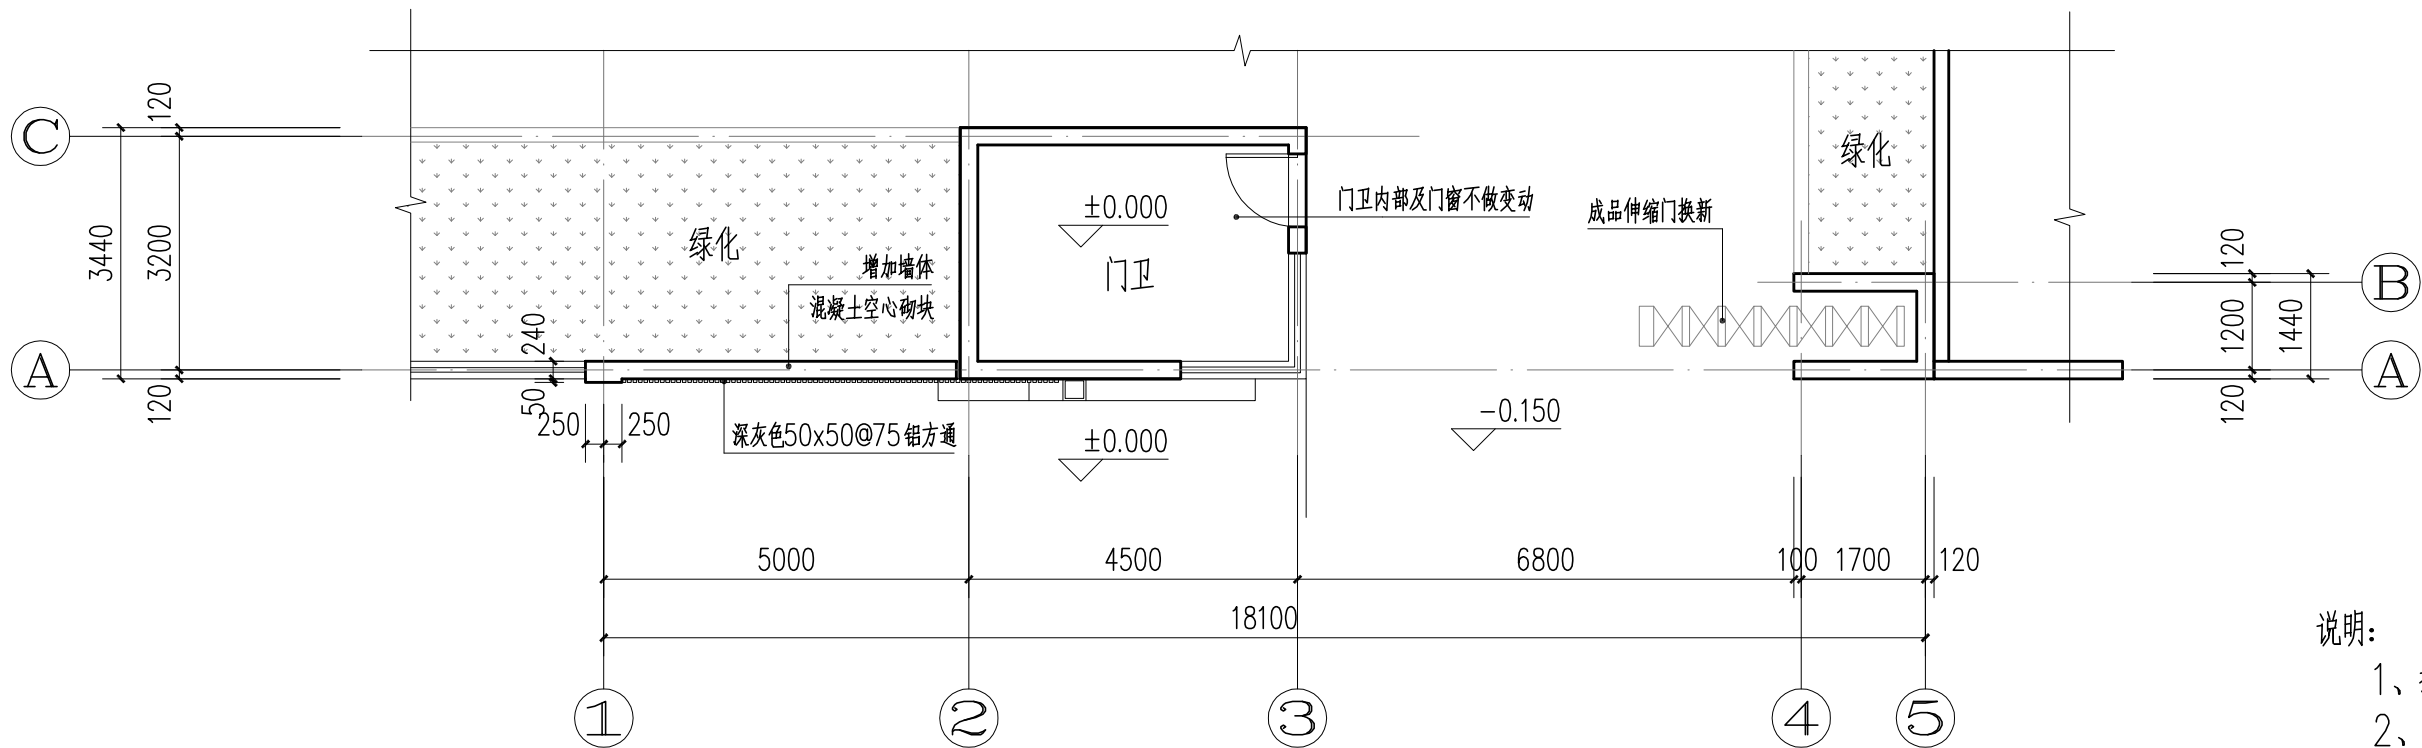 C
A
120
3200
3440
120
240
50
250
250
绿化
增加墙体
混凝土空心砌块
深灰色50x50@75铝方通
±0.000
门卫
±0.000
门卫内部及门窗不做变动
成品伸缩门换新
-0.150
绿化
120
1200
1440
120
B
A
5000
4500
6800
100
1700
120
18100
1
2
3
4
5
说明：
1、
2、